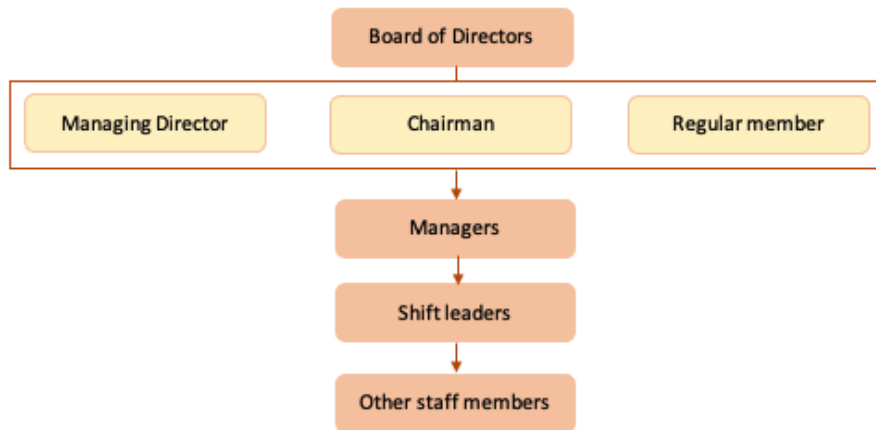 Board of Directors
Managing Director
Chairman
Regular member
Managers
Shift leaders
Other staff members